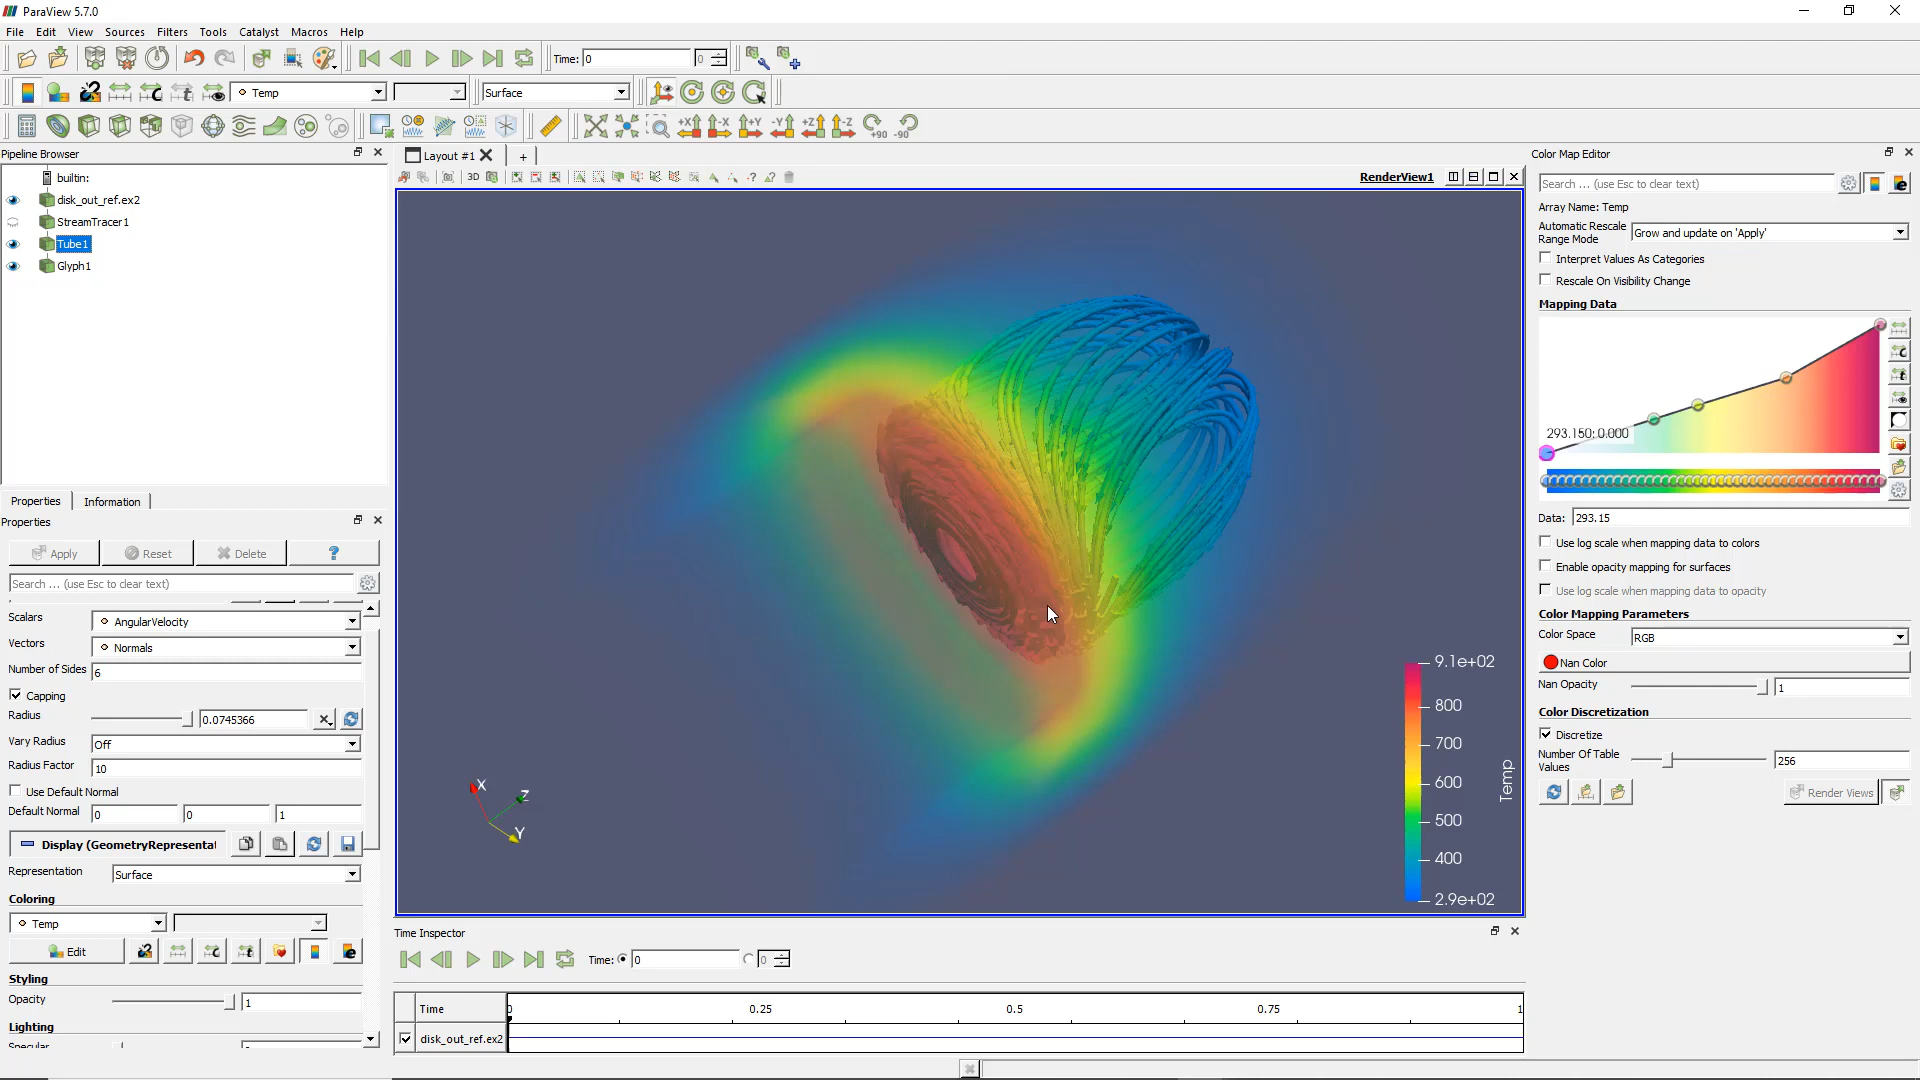 ParaView 5.7.0
File Edit View Sources Filters Tools Catalyst Macros Help
Time: 0 0
Temp Surface
+X -X +Y -Y +Z -Z +90 -90
Pipeline Browser
builtin:
disk_out_ref.ex2
StreamTracer1
Tube1
Glyph1
Properties Information
Properties
Apply Reset Delete ?
Search ... (use Esc to clear text)
Scalars AngularVelocity
Vectors Normals
Number of Sides 6
Capping
Radius 0.0745366
Vary Radius Off
Radius Factor 10
Use Default Normal
Default Normal 0 0 1
Display (GeometryRepresentat
Representation Surface
Coloring
Temp
Edit
Styling
Opacity 1
Lighting
Specular
Layout #1 +
3D RenderView1
X
Z
Y
9.1e+02
800
700
600
500
400
2.9e+02
Temp
Time Inspector
Time: 0 0
Time 0 0.25 0.5 0.75 1
disk_out_ref.ex2
Color Map Editor
Search ... (use Esc to clear text)
Array Name: Temp
Automatic Rescale
Range Mode
Grow and update on 'Apply'
Interpret Values As Categories
Rescale On Visibility Change
Mapping Data
293.150; 0.000
Data: 293.15
Use log scale when mapping data to colors
Enable opacity mapping for surfaces
Use log scale when mapping data to opacity
Color Mapping Parameters
Color Space RGB
Nan Color
Nan Opacity 1
Color Discretization
Discretize
Number Of Table
Values
256
Render Views